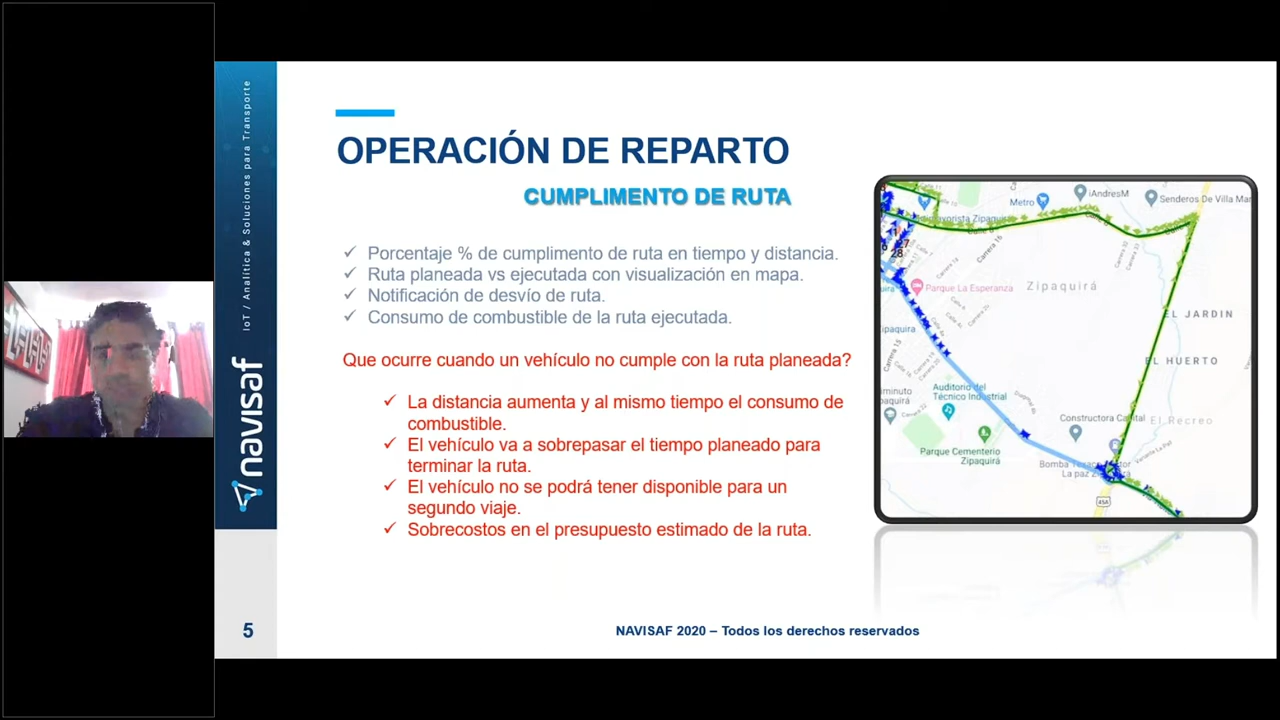 IoT / Analítica & Soluciones para Transporte
navisaf
5
OPERACIÓN DE REPARTO
CUMPLIMENTO DE RUTA
✓ Porcentaje % de cumplimento de ruta en tiempo y distancia.
✓ Ruta planeada vs ejecutada con visualización en mapa.
✓ Notificación de desvío de ruta.
✓ Consumo de combustible de la ruta ejecutada.
Que ocurre cuando un vehículo no cumple con la ruta planeada?
✓ La distancia aumenta y al mismo tiempo el consumo de
combustible.
✓ El vehículo va a sobrepasar el tiempo planeado para
terminar la ruta.
✓ El vehículo no se podrá tener disponible para un
segundo viaje.
✓ Sobrecostos en el presupuesto estimado de la ruta.
iAndresM
Metro
Senderos De Villa Mar
Zipaquirá
Parque La Esperanza
EL JARDIN
EL HUERTO
Auditorio del
Técnico Industrial
Constructora Capital
El Recreo
Parque Cementerio
Zipaquirá
45A
NAVISAF 2020 – Todos los derechos reservados